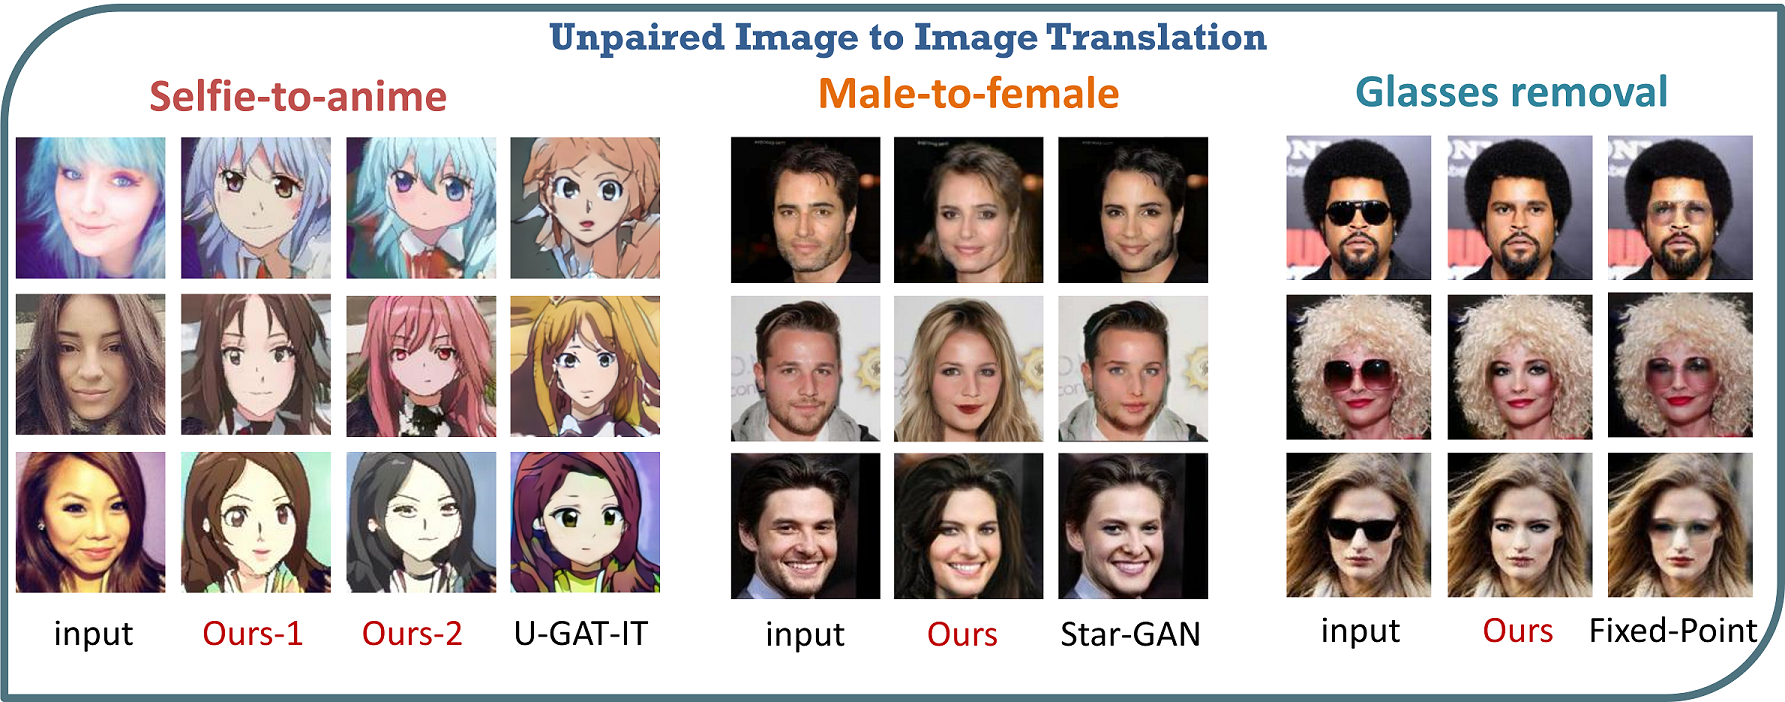 Unpaired Image to Image Translation
Selfie-to-anime
Male-to-female
Glasses removal
input
Ours-1
Ours-2
U-GAT-IT
input
Ours
Star-GAN
input
Ours
Fixed-Point